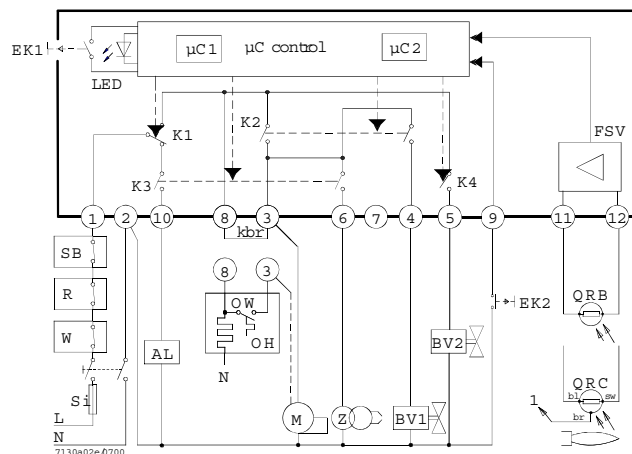 µC1 µC control µC2
EK1
LED
FSV
K1
K2
K3
K4
1 2 10 8 3 6 7 4 5 9 11 12
kbr
SB
8 3
EK2
QRB
R
OW
W
AL
OH
BV2
N
QRC
Si
bl sw
1
br
L
M
Z
BV1
N
7130a02e/0700